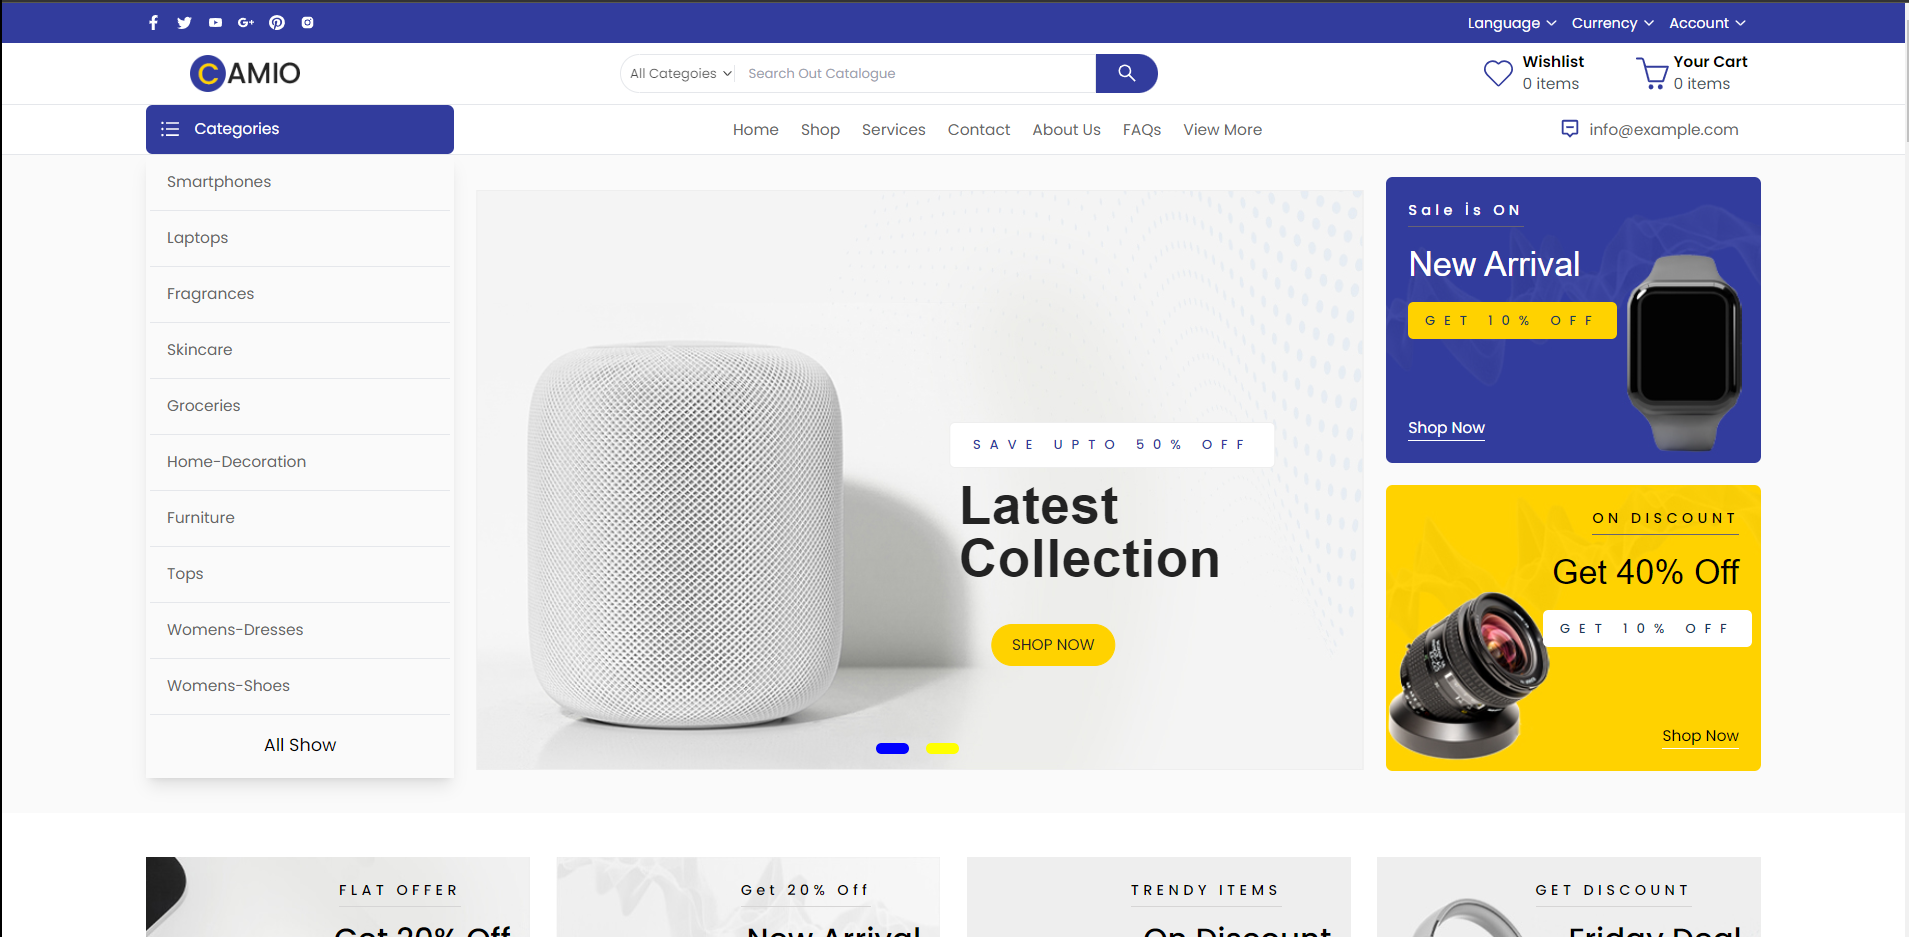 Language Currency Account
CAMIO
All Categoies Search Out Catalogue
Wishlist
0 items
Your Cart
0 items
Categories
Home Shop Services Contact About Us FAQs View More
info@example.com
Smartphones
Laptops
Fragrances
Skincare
Groceries
Home-Decoration
Furniture
Tops
Womens-Dresses
Womens-Shoes
All Show
SAVE UPTO 50% OFF
Latest
Collection
SHOP NOW
Sale İs ON
New Arrival
GET 10% OFF
Shop Now
ON DISCOUNT
Get 40% Off
GET 10% OFF
Shop Now
FLAT OFFER
Get 20% Off
Get 20% Off
New Arrival
TRENDY ITEMS
On Discount
GET DISCOUNT
Friday Deal